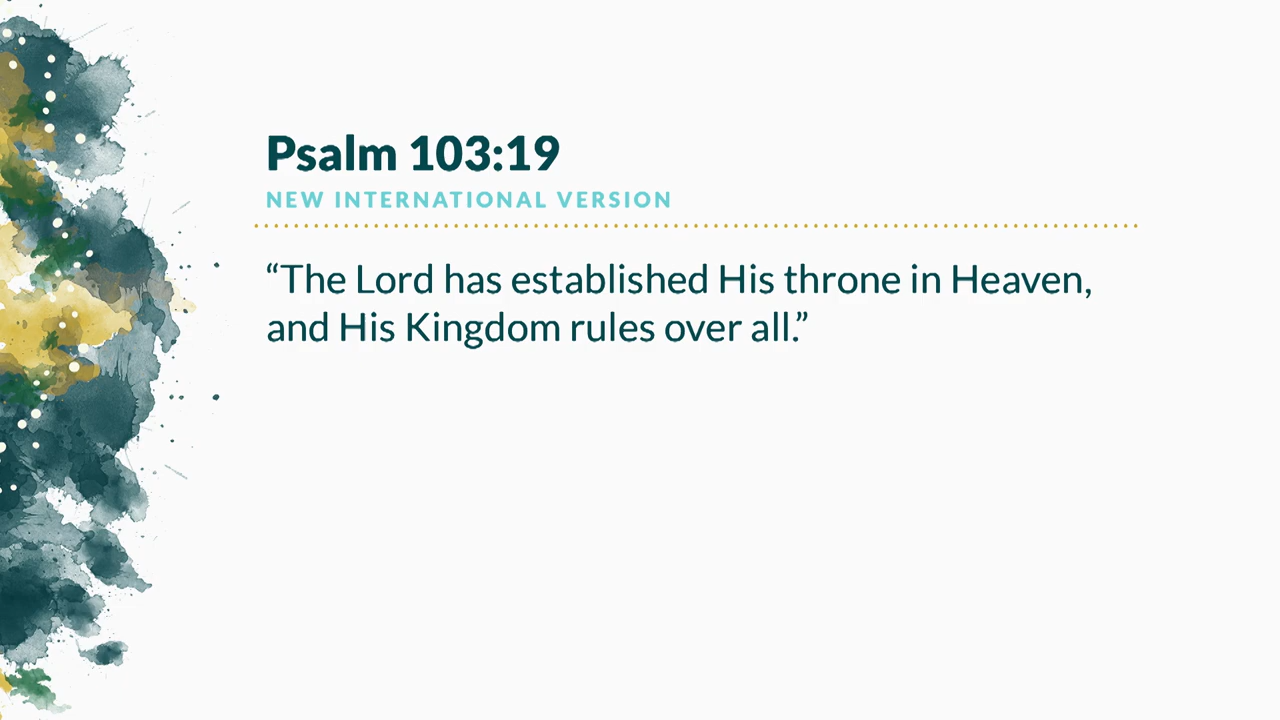 Psalm 103:19
NEW INTERNATIONAL VERSION
“The Lord has established His throne in Heaven,
and His Kingdom rules over all.”